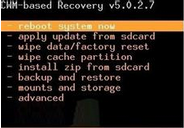 CWM-based Recovery v5.0.2.7
- reboot system now
- apply update from sdcard
- wipe data/factory reset
- wipe cache partition
- install zip from sdcard
- backup and restore
- mounts and storage
- advanced